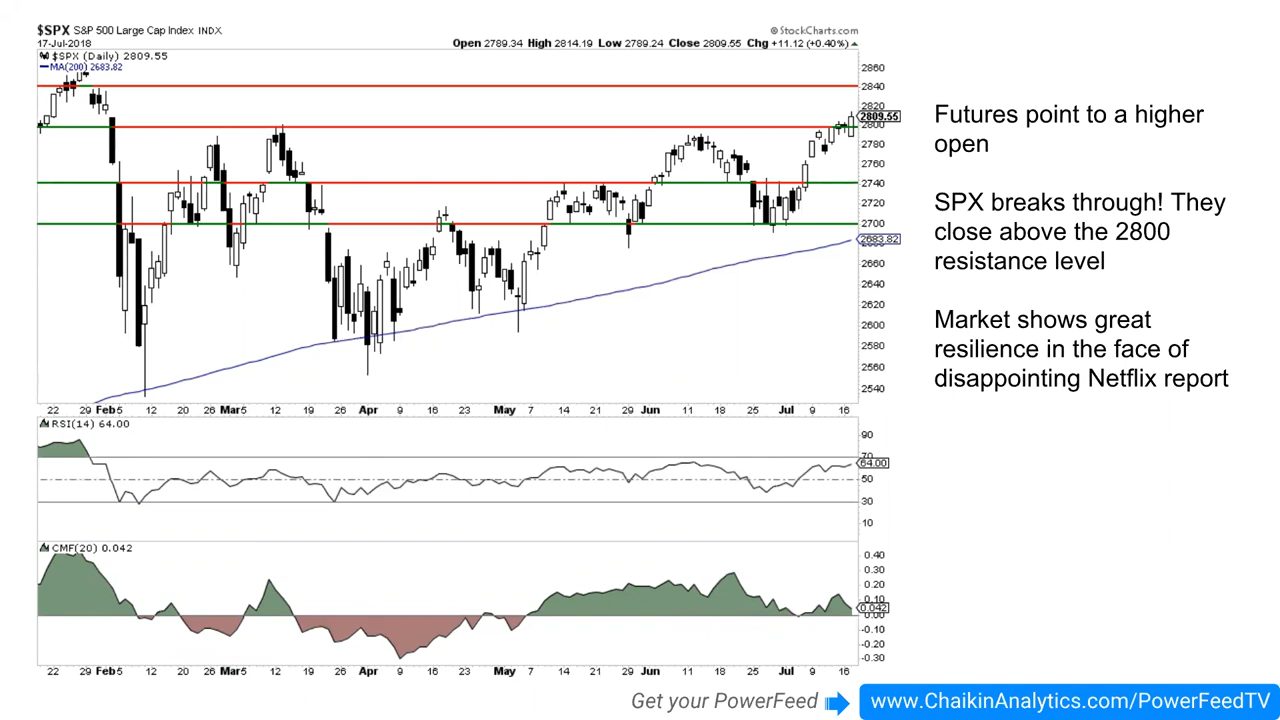 $SPX S&P 500 Large Cap Index INDX
© StockCharts.com
17-Jul-2018
Open 2789.34 High 2814.19 Low 2789.24 Close 2809.55 Chg +11.12 (+0.40%)
$SPX (Daily) 2809.55
MA(200) 2683.82
2860
2840
2820
2809.55
2800
2780
2760
2740
2720
2700
2683.82
2660
2640
2620
2600
2580
2560
2540
22 29 Feb 5 12 20 26 Mar 5 12 19 26 Apr 9 16 23 May 7 14 21 29 Jun 11 18 25 Jul 9 16
RSI(14) 64.00
90
70
64.00
50
30
10
CMF(20) 0.042
0.40
0.30
0.20
0.10
0.042
0.00
-0.10
-0.20
-0.30
22 29 Feb 5 12 20 26 Mar 5 12 19 26 Apr 9 16 23 May 7 14 21 29 Jun 11 18 25 Jul 9 16
Futures point to a higher
open
SPX breaks through! They
close above the 2800
resistance level
Market shows great
resilience in the face of
disappointing Netflix report
Get your PowerFeed
www.ChaikinAnalytics.com/PowerFeedTV